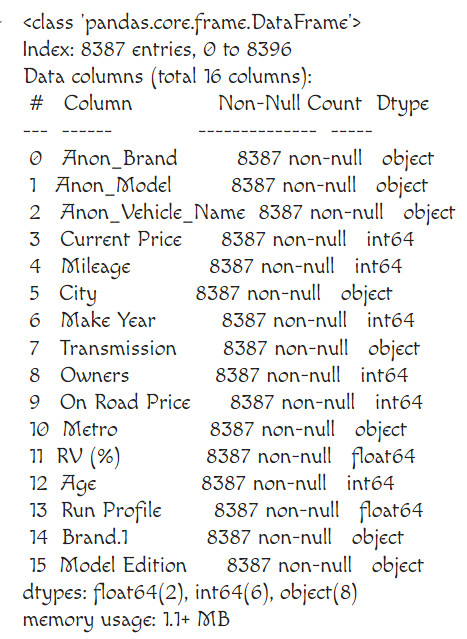 <class 'pandas.core.frame.DataFrame'>
Index: 8387 entries, 0 to 8396
Data columns (total 16 columns):
# Column Non-Null Count Dtype
--- ------ -------------- -----
0 Anon_Brand 8387 non-null object
1 Anon_Model 8387 non-null object
2 Anon_Vehicle_Name 8387 non-null object
3 Current Price 8387 non-null int64
4 Mileage 8387 non-null int64
5 City 8387 non-null object
6 Make Year 8387 non-null int64
7 Transmission 8387 non-null object
8 Owners 8387 non-null int64
9 On Road Price 8387 non-null int64
10 Metro 8387 non-null object
11 RV (%) 8387 non-null float64
12 Age 8387 non-null int64
13 Run Profile 8387 non-null float64
14 Brand.1 8387 non-null object
15 Model Edition 8387 non-null object
dtypes: float64(2), int64(6), object(8)
memory usage: 1.1+ MB